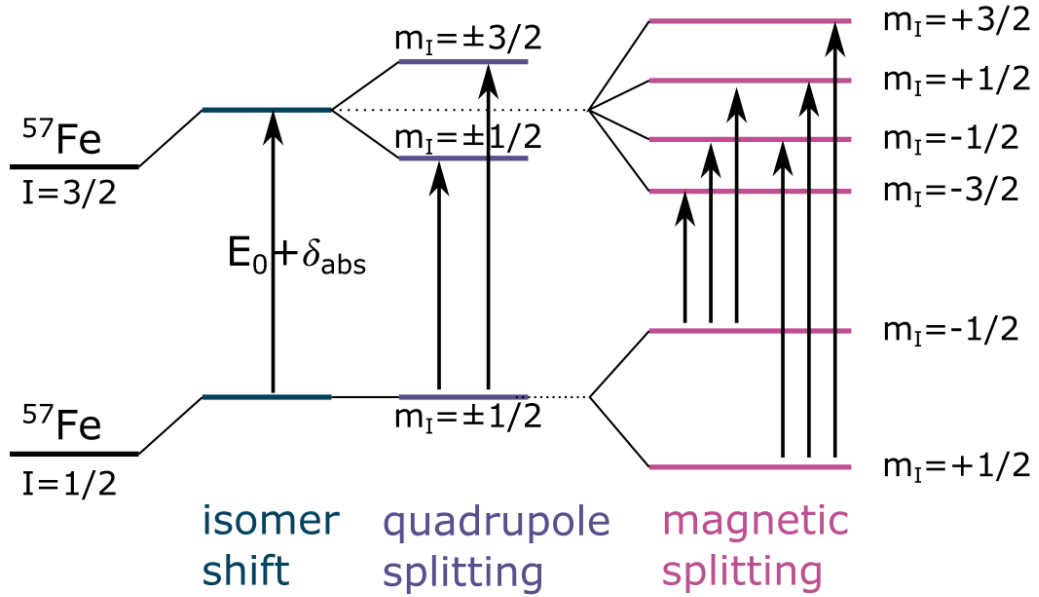 ⁵⁷Fe
I=3/2
⁵⁷Fe
I=1/2
E₀+δ_abs
isomer
shift
m_I=±3/2
m_I=±1/2
m_I=±1/2
quadrupole
splitting
m_I=+3/2
m_I=+1/2
m_I=-1/2
m_I=-3/2
m_I=-1/2
m_I=+1/2
magnetic
splitting